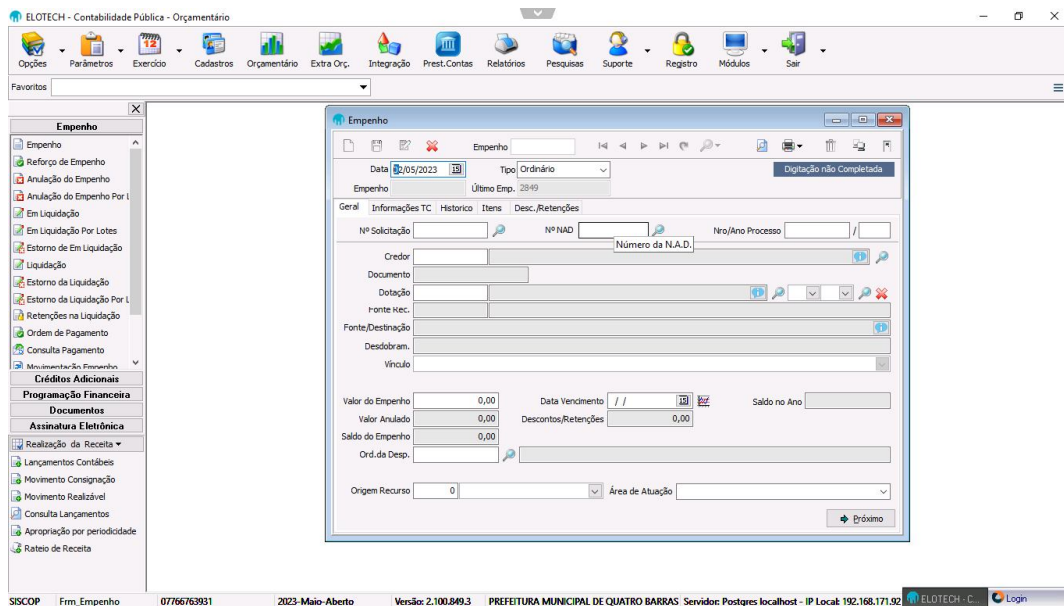 ELOTECH - Contabilidade Pública - Orçamentário
Opções Parâmetros Exercício Cadastros Orçamentário Extra Orç. Integração Prest.Contas Relatórios Pesquisas Suporte Registro Módulos Sair
Favoritos
Empenho
Empenho
Reforço de Empenho
Anulação do Empenho
Anulação do Empenho Por L
Em Liquidação
Em Liquidação Por Lotes
Estorno de Em Liquidação
Liquidação
Estorno da Liquidação
Estorno da Liquidação Por L
Retenções na Liquidação
Ordem de Pagamento
Consulta Pagamento
Movimentação Empenho
Créditos Adicionais
Programação Financeira
Documentos
Assinatura Eletrônica
Realização da Receita
Lançamentos Contábeis
Movimento Consignação
Movimento Realizável
Consulta Lançamentos
Apropriação por periodicidade
Rateio de Receita
Empenho
Empenho
Data 02/05/2023 15 Tipo Ordinário Digitação não Completada
Empenho Último Emp. 2849
Geral Informações TC Historico Itens Desc./Retenções
Nº Solicitação Nº NAD Nro/Ano Processo /
Número da N.A.D.
Credor
Documento
Dotação
Fonte Rec.
Fonte/Destinação
Desdobram.
Vínculo
Valor do Empenho 0,00 Data Vencimento / / 15 Saldo no Ano
Valor Anulado 0,00 Descontos/Retenções 0,00
Saldo do Empenho 0,00
Ord.da Desp.
Origem Recurso 0 Área de Atuação
Próximo
SISCOP Frm_Empenho 07766763931 2023-Maio-Aberto Versão: 2.100.849.3 PREFEITURA MUNICIPAL DE QUATRO BARRAS Servidor: Postgres localhost - IP Local: 192.168.171.92 ELOTECH - C... Login